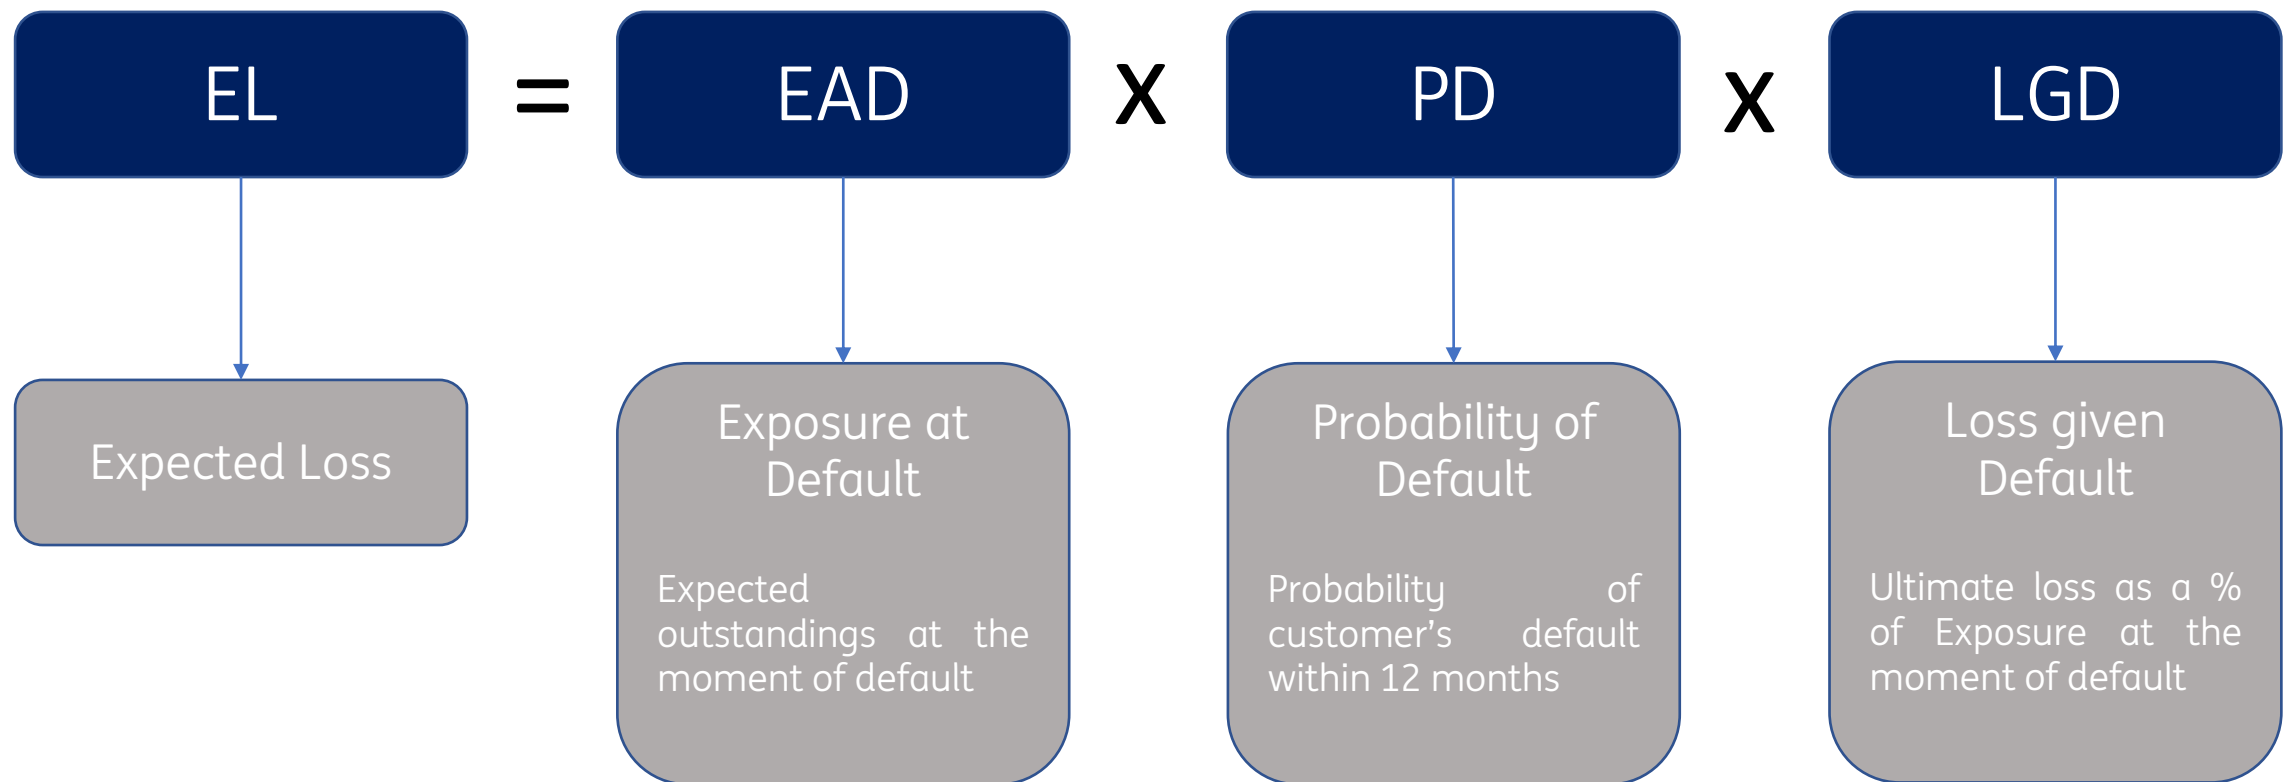 EL
=
EAD
X
PD
X
LGD
Expected Loss
Exposure at
Default
Expected
outstandings at the
moment of default
Probability of
Default
Probability of
customer’s default
within 12 months
Loss given
Default
Ultimate loss as a %
of Exposure at the
moment of default